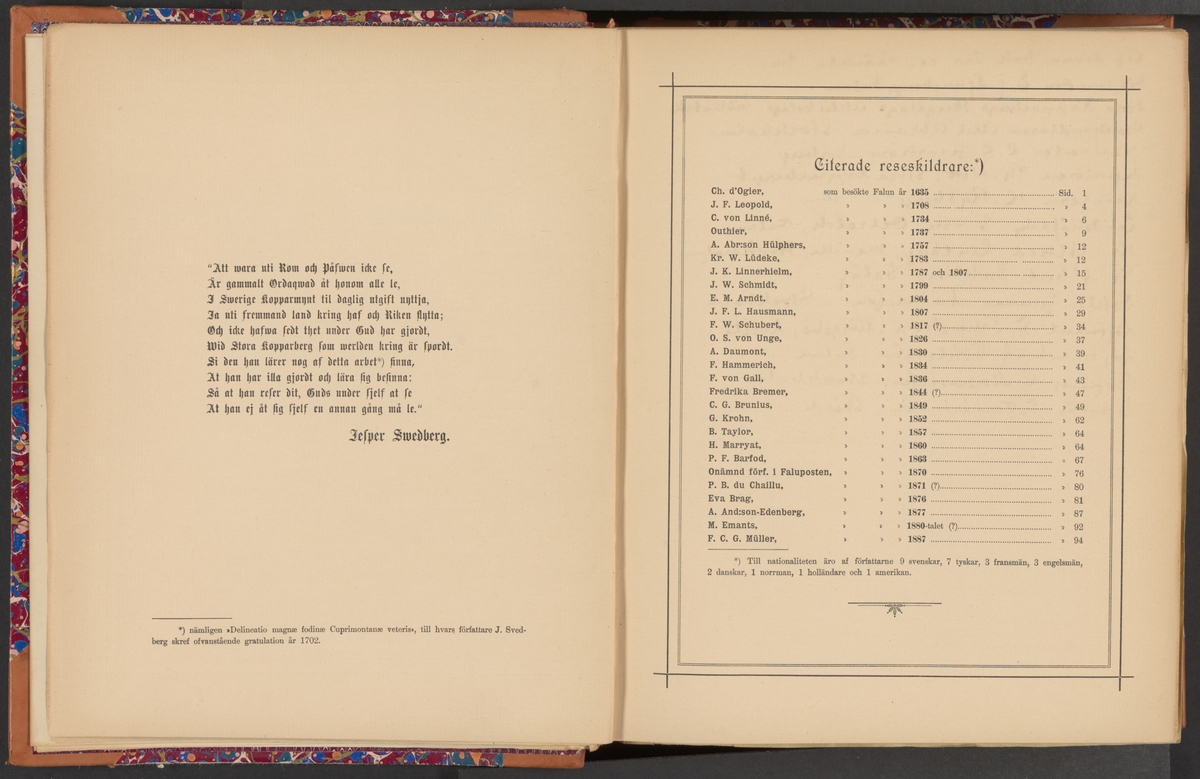 “Att wara uti Rom och Påfwen icke se,
Är gammalt Ordaqwad åt honom alle le,
I Swerige Kopparmynt til daglig utgift nyttja,
Ja uti fremmand land kring haf och Riken flytta;
Och icke hafwa sedt thet under Gud har gjordt,
Wid Stora Kopparberg som werlden kring är spordt.
Si den han lärer nog af detta arbet*) finna,
At han har illa gjordt och lära sig besinna:
Så at han reser dit, Guds under sjelf at se
At han ej åt sig sjelf en annan gång må le.“
Jesper Swedberg.
*) nämligen »Delineatio magnæ fodinæ Cuprimontanæ veteris», till hvars författare J. Sved-
berg skref ofvanstående gratulation år 1702.
Citerade reseskildrare:*)
Ch. d'Ogier, som besökte Falun år 1635 ........ Sid. 1
J. F. Leopold, » » » 1708 ........ » 4
C. von Linné, » » » 1734 ........ » 6
Outhier, » » » 1737 ........ » 9
A. Abr:son Hülphers, » » » 1757 ........ » 12
Kr. W. Lüdeke, » » » 1783 ........ » 12
J. K. Linnerhielm, » » » 1787 och 1807 ........ » 15
J. W. Schmidt, » » » 1799 ........ » 21
E. M. Arndt, » » » 1804 ........ » 25
J. F. L. Hausmann, » » » 1807 ........ » 29
F. W. Schubert, » » » 1817 (?) ........ » 34
O. S. von Unge, » » » 1826 ........ » 37
A. Daumont, » » » 1830 ........ » 39
F. Hammerich, » » » 1834 ........ » 41
F. von Gall, » » » 1836 ........ » 43
Fredrika Bremer, » » » 1844 (?) ........ » 47
C. G. Brunius, » » » 1849 ........ » 49
G. Krohn, » » » 1852 ........ » 62
B. Taylor, » » » 1857 ........ » 64
H. Marryat, » » » 1860 ........ » 64
P. F. Barfod, » » » 1863 ........ » 67
Onämnd förf. i Faluposten, » » » 1870 ........ » 76
P. B. du Chaillu, » » » 1871 (?) ........ » 80
Eva Brag, » » » 1876 ........ » 81
A. And:son-Edenberg, » » » 1877 ........ » 87
M. Emants, » » » 1880-talet (?) ........ » 92
F. C. G. Müller, » » » 1887 ........ » 94
*) Till nationaliteten äro af författarne 9 svenskar, 7 tyskar, 3 fransmän, 3 engelsmän,
2 danskar, 1 norrman, 1 holländare och 1 amerikan.